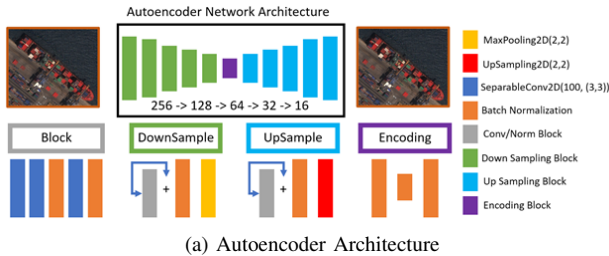 Autoencoder Network Architecture
256 -> 128 -> 64 -> 32 -> 16
Block
DownSample
UpSample
Encoding
+
+
MaxPooling2D(2,2)
UpSampling2D(2,2)
SeparableConv2D(100, (3,3))
Batch Normalization
Conv/Norm Block
Down Sampling Block
Up Sampling Block
Encoding Block
(a) Autoencoder Architecture